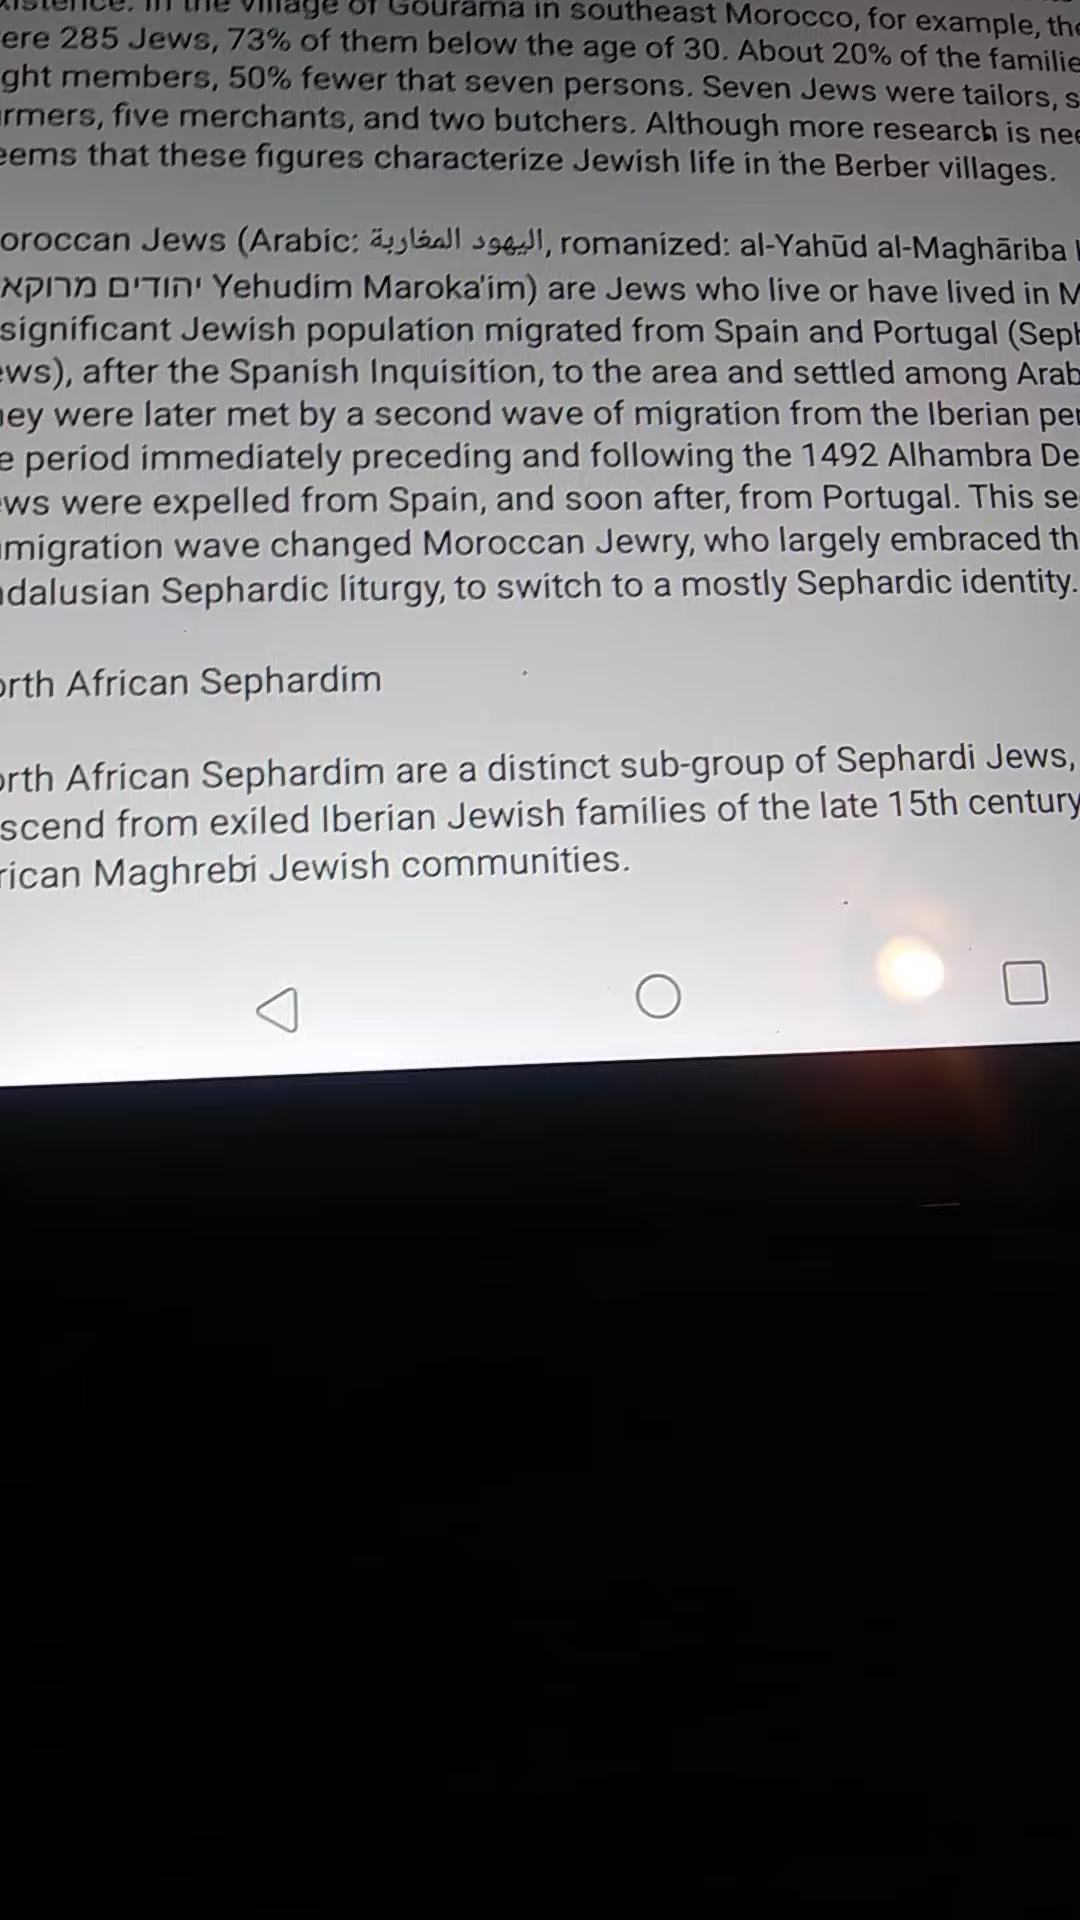 In the village of Gourama in southeast Morocco, for example, the
ere 285 Jews, 73% of them below the age of 30. About 20% of the familie
ght members, 50% fewer that seven persons. Seven Jews were tailors, s
rmers, five merchants, and two butchers. Although more research is nee
eems that these figures characterize Jewish life in the Berber villages.
oroccan Jews (Arabic: اليهود المغاربة, romanized: al-Yahūd al-Maghāriba
יהודים מרוקא Yehudim Maroka'im) are Jews who live or have lived in M
significant Jewish population migrated from Spain and Portugal (Seph
ews), after the Spanish Inquisition, to the area and settled among Arab
ney were later met by a second wave of migration from the Iberian pe
e period immediately preceding and following the 1492 Alhambra De
ews were expelled from Spain, and soon after, from Portugal. This se
migration wave changed Moroccan Jewry, who largely embraced th
ndalusian Sephardic liturgy, to switch to a mostly Sephardic identity.
orth African Sephardim
orth African Sephardim are a distinct sub-group of Sephardi Jews,
scend from exiled Iberian Jewish families of the late 15th century
rican Maghrebi Jewish communities.